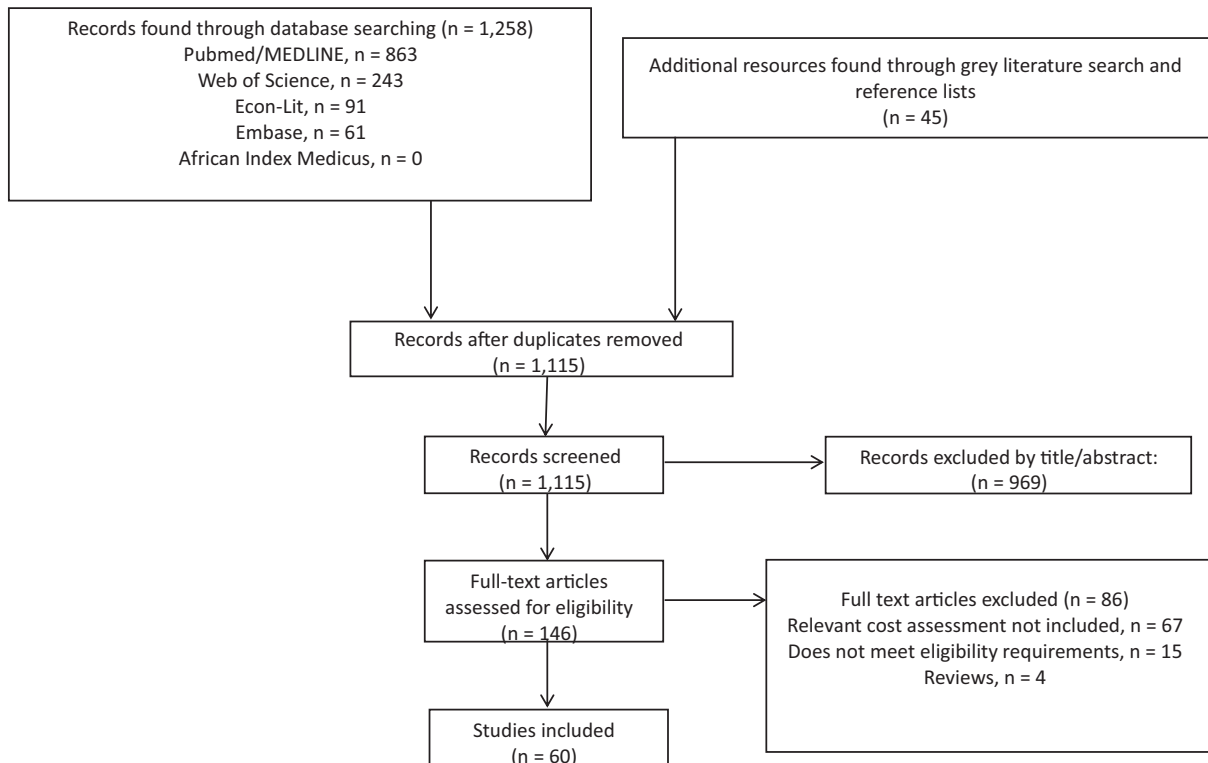 Records found through database searching (n = 1,258)
Pubmed/MEDLINE, n = 863
Web of Science, n = 243
Econ-Lit, n = 91
Embase, n = 61
African Index Medicus, n = 0
Additional resources found through grey literature search and
reference lists
(n = 45)
Records after duplicates removed
(n = 1,115)
Records screened
(n = 1,115)
Records excluded by title/abstract:
(n = 969)
Full-text articles
assessed for eligibility
(n = 146)
Full text articles excluded (n = 86)
Relevant cost assessment not included, n = 67
Does not meet eligibility requirements, n = 15
Reviews, n = 4
Studies included
(n = 60)